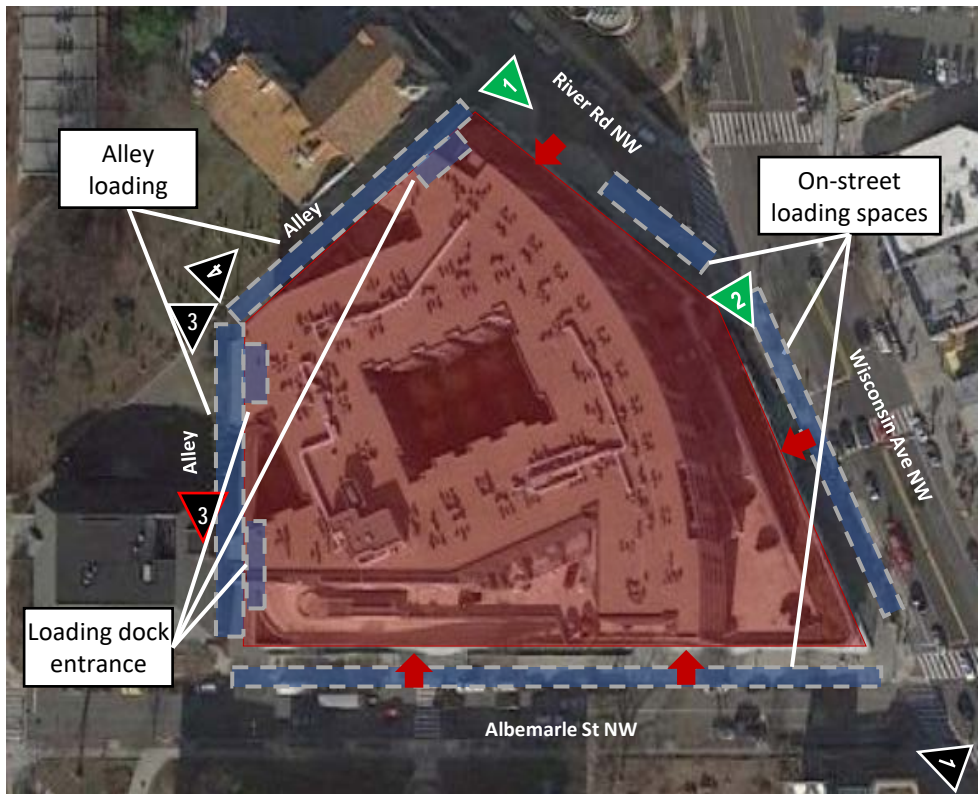 1
River Rd NW
Alley
loading
On-street
loading spaces
Alley
4
3
2
Wisconsin Ave NW
Alley
3
Loading dock
entrance
Albemarle St NW
1